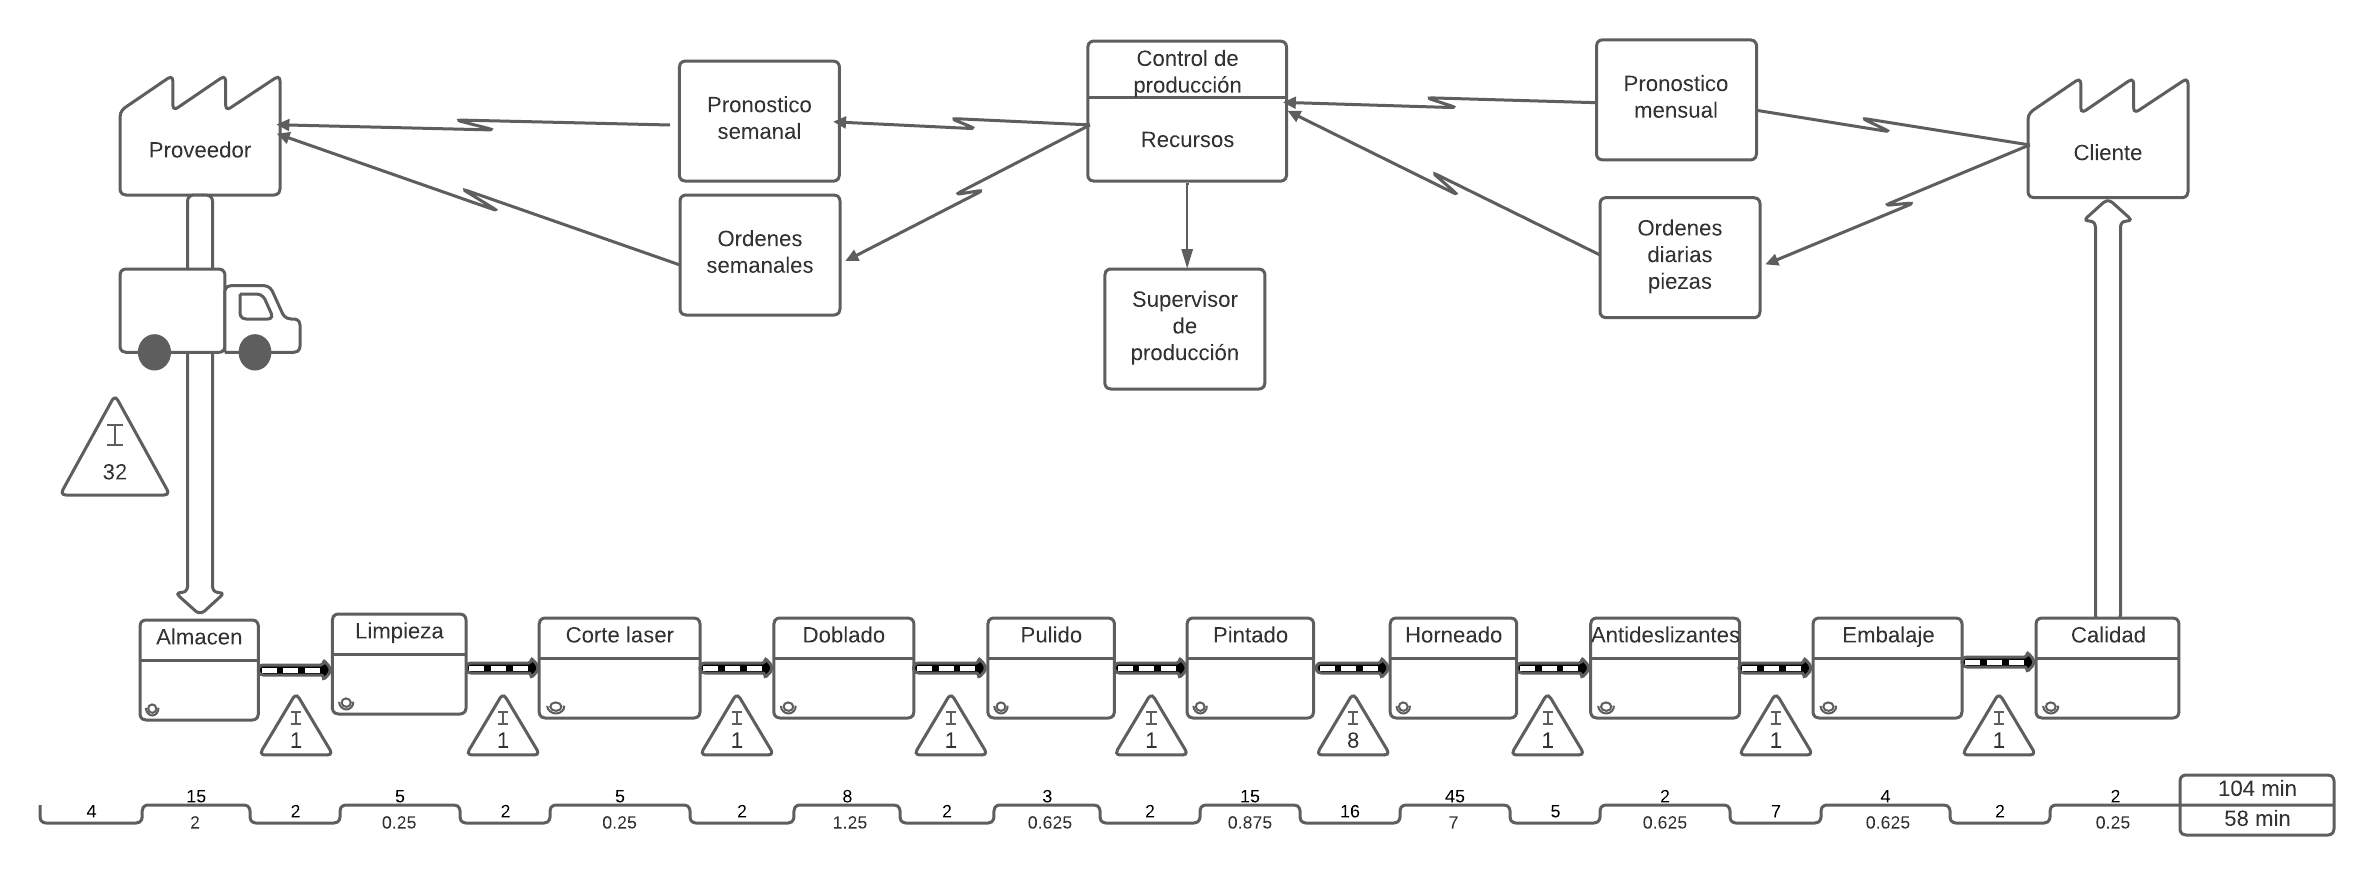 Proveedor
Pronostico
semanal
Ordenes
semanales
Control de
producción
Recursos
Supervisor
de
producción
Pronostico
mensual
Ordenes
diarias
piezas
Cliente
I
32
Almacen
Limpieza
Corte laser
Doblado
Pulido
Pintado
Horneado
Antideslizantes
Embalaje
Calidad
I I I I I I I I I
1 1 1 1 1 8 1 1 1
15 5 5 8 3 15 45 2 4 2
4 2 2 2 2 2 16 5 7 2
2 0.25 0.25 1.25 0.625 0.875 7 0.625 0.625 0.25
104 min
58 min